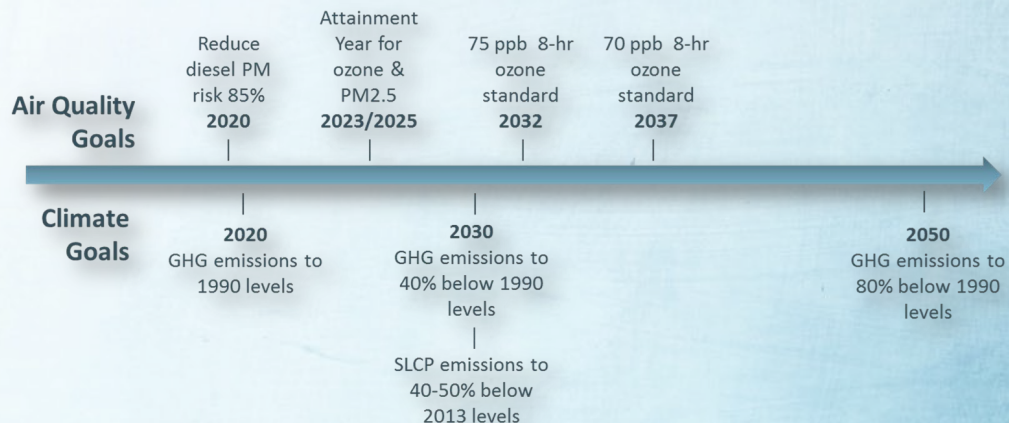 Air Quality
Goals
Reduce
diesel PM
risk 85%
2020
Attainment
Year for
ozone &
PM2.5
2023/2025
75 ppb 8-hr
ozone
standard
2032
70 ppb 8-hr
ozone
standard
2037
Climate
Goals
2020
GHG emissions to
1990 levels
2030
GHG emissions to
40% below 1990
levels
SLCP emissions to
40-50% below
2013 levels
2050
GHG emissions to
80% below 1990
levels